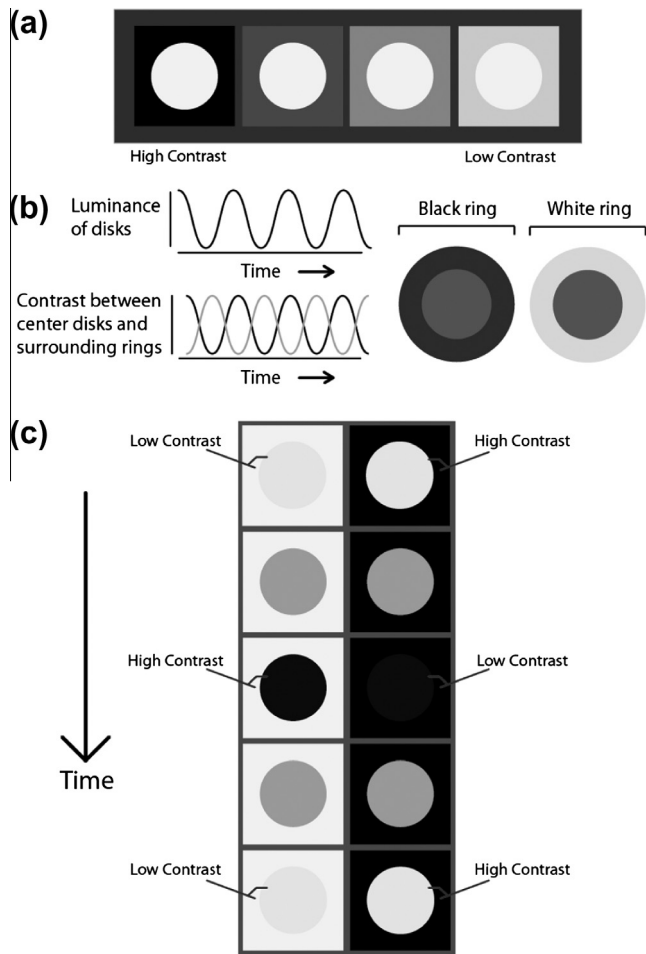 (a)
High Contrast
Low Contrast
(b)
Luminance
of disks
Time
Contrast between
center disks and
surrounding rings
Time
Black ring
White ring
(c)
Low Contrast
High Contrast
High Contrast
Low Contrast
Time
Low Contrast
High Contrast